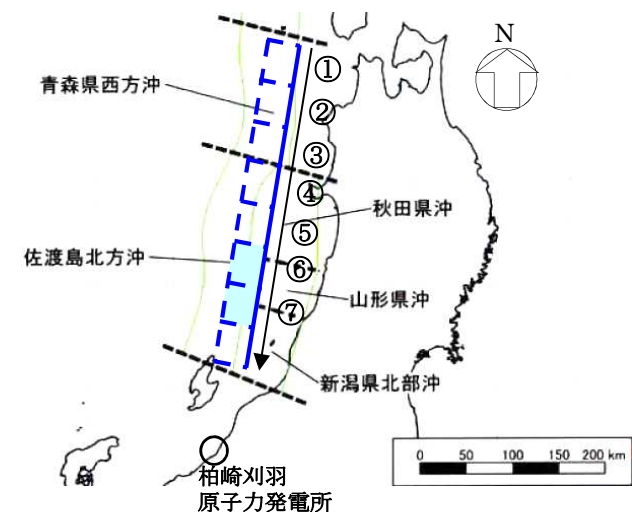 N
①
青森県西方沖
②
③
④
秋田県沖
⑤
佐渡島北方沖
⑥
山形県沖
⑦
新潟県北部沖
柏崎刈羽
原子力発電所
0 50 100 150 200 km